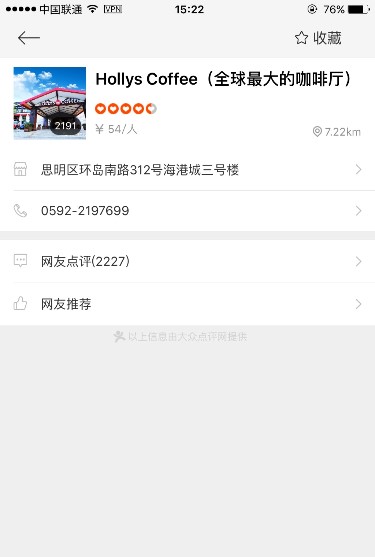 中国联通 VPN 15:22 76%
收藏
Hollys Coffee（全球最大的咖啡厅）
2191
￥54/人
7.22km
思明区环岛南路312号海港城三号楼
0592-2197699
网友点评(2227)
网友推荐
以上信息由大众点评网提供